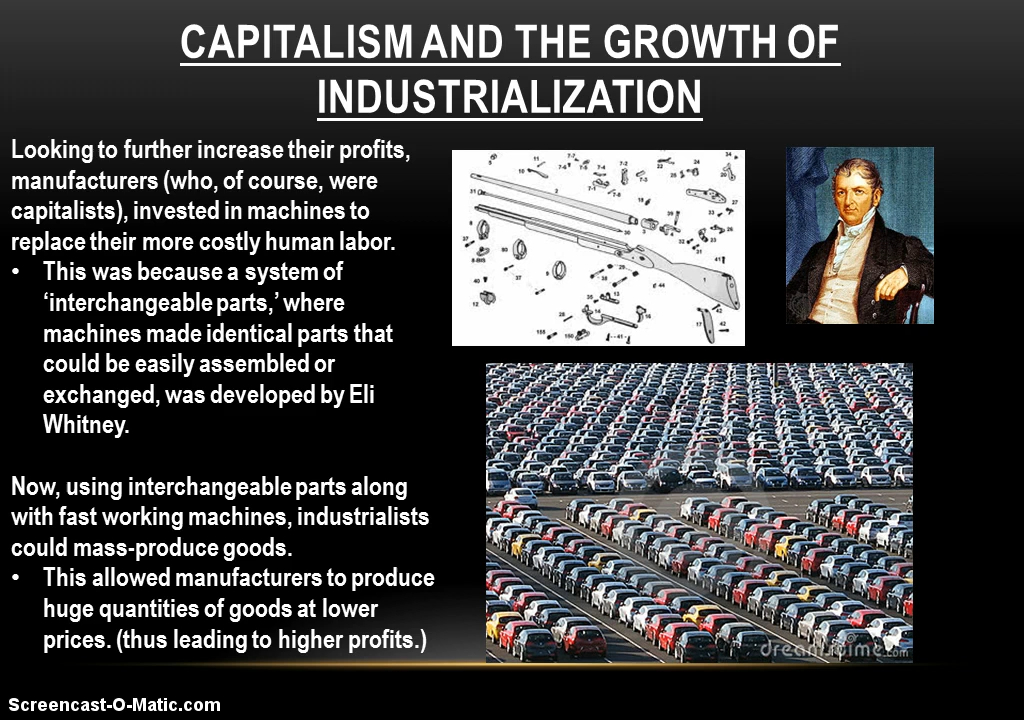 CAPITALISM AND THE GROWTH OF
INDUSTRIALIZATION
Looking to further increase their profits,
manufacturers (who, of course, were
capitalists), invested in machines to
replace their more costly human labor.
• This was because a system of
‘interchangeable parts,’ where
machines made identical parts that
could be easily assembled or
exchanged, was developed by Eli
Whitney.
Now, using interchangeable parts along
with fast working machines, industrialists
could mass-produce goods.
• This allowed manufacturers to produce
huge quantities of goods at lower
prices. (thus leading to higher profits.)
dreamstime.com
Screencast-O-Matic.com